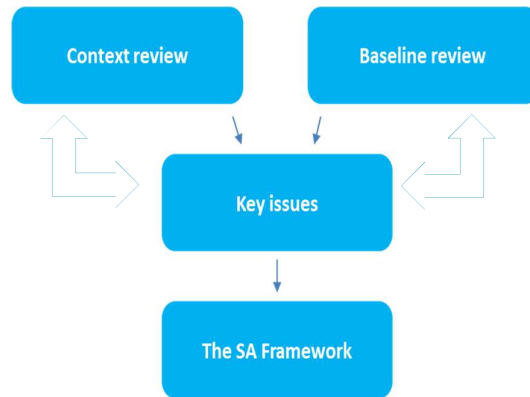 Context review
Baseline review
Key issues
The SA Framework